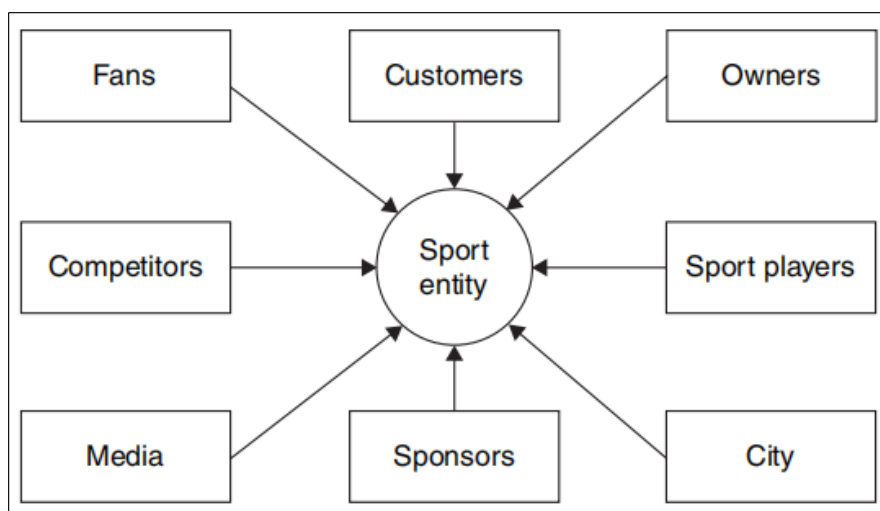 Fans
Customers
Owners
Competitors
Sport
entity
Sport players
Media
Sponsors
City